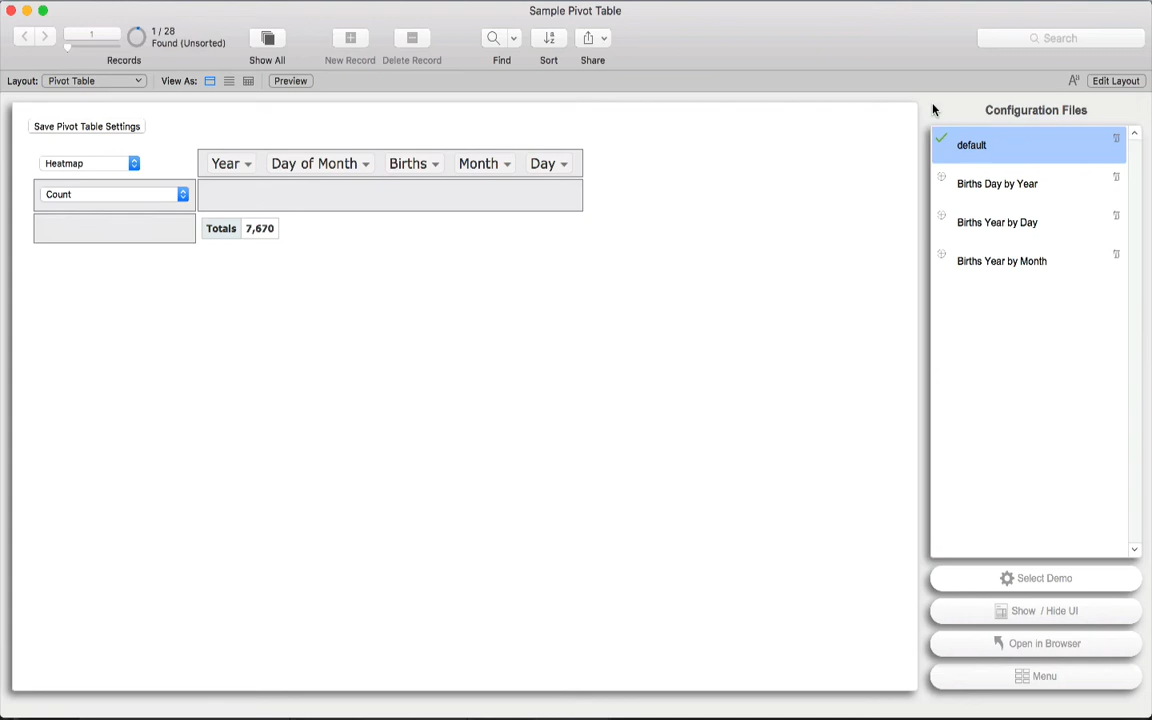 Sample Pivot Table
1
1 / 28
Found (Unsorted)
Records
Show All
New Record
Delete Record
Find
Sort
Share
Search
Layout: Pivot Table
View As:
Preview
Aa
Edit Layout
Save Pivot Table Settings
Heatmap
Year
Day of Month
Births
Month
Day
Count
Totals 7,670
Configuration Files
default
Births Day by Year
Births Year by Day
Births Year by Month
Select Demo
Show / Hide UI
Open in Browser
Menu